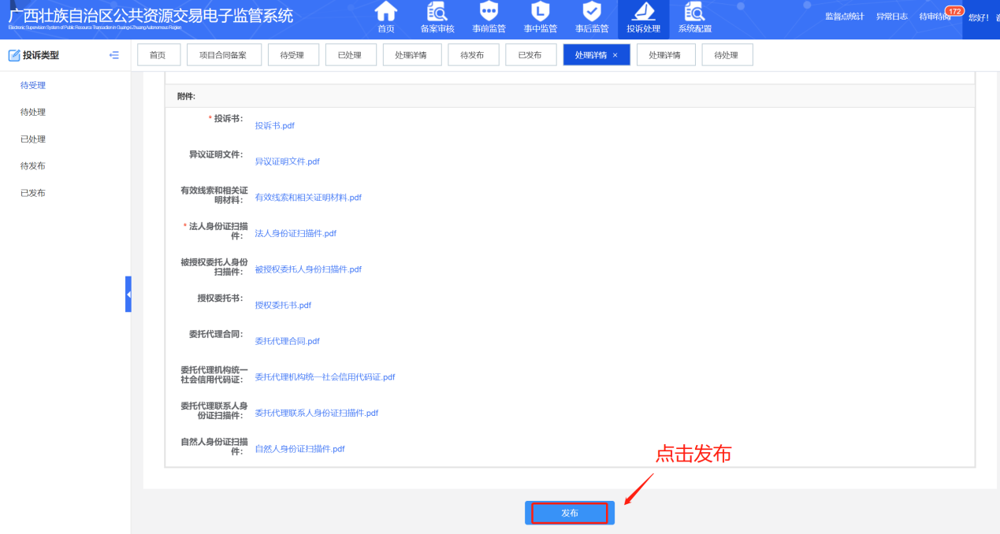 广西壮族自治区公共资源交易电子监管系统
Electronic Supervision System of Public Resource Transaction in Guangxi Zhuang Autonomous Region
首页
备案审核
事前监管
事中监管
事后监管
投诉处理
系统配置
监督点统计
异常日志
待审待阅
172
您好!
投诉类型
首页
项目合同备案
待受理
已处理
处理详情
待发布
已发布
处理详情 ×
处理详情
待处理
待受理
待处理
已处理
待发布
已发布
附件:
* 投诉书:
投诉书.pdf
异议证明文件:
异议证明文件.pdf
有效线索和相关证
明材料:
有效线索和相关证明材料.pdf
* 法人身份证扫描
件:
法人身份证扫描件.pdf
被授权委托人身份
扫描件:
被授权委托人身份扫描件.pdf
授权委托书:
授权委托书.pdf
委托代理合同:
委托代理合同.pdf
委托代理机构统一
社会信用代码证:
委托代理机构统一社会信用代码证.pdf
委托代理联系人身
份证扫描件:
委托代理联系人身份证扫描件.pdf
自然人身份证扫描
件:
自然人身份证扫描件.pdf
点击发布
发布